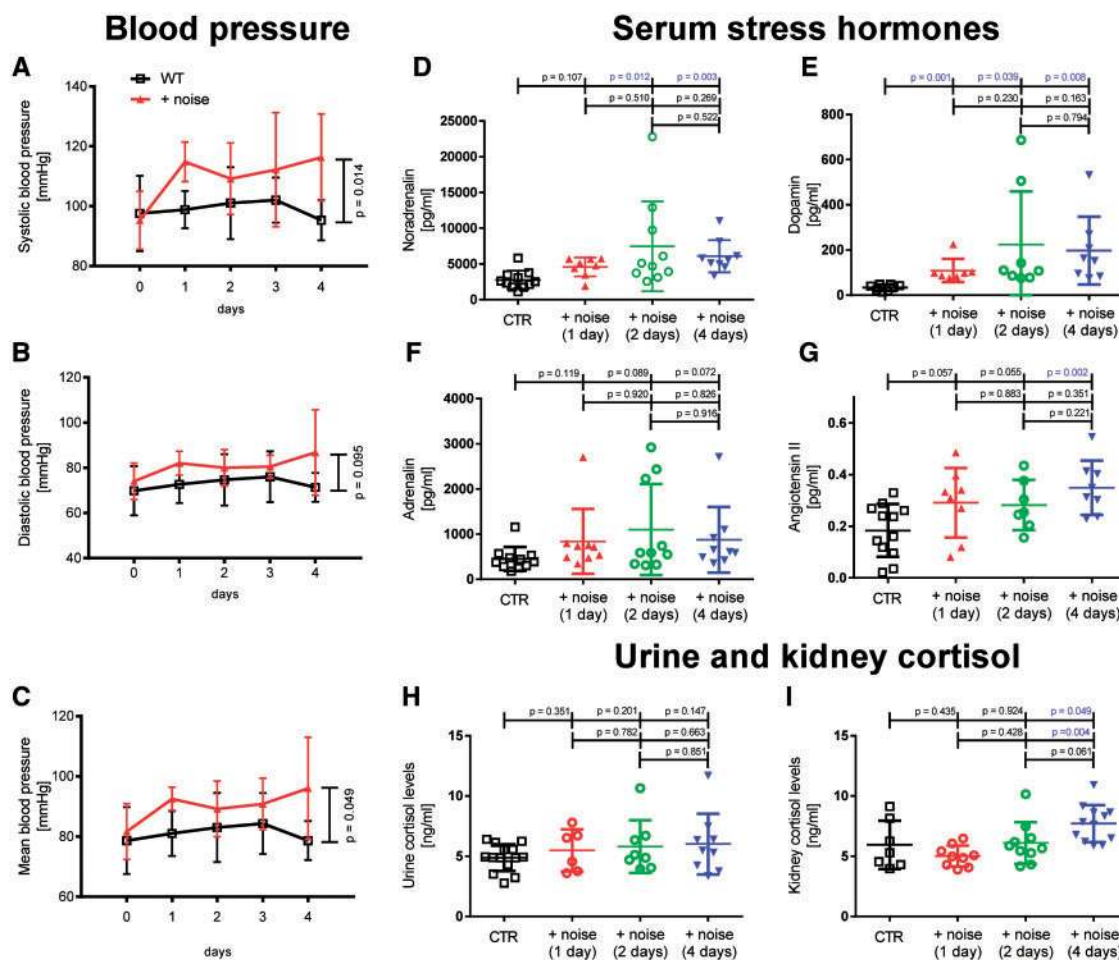 Blood pressure
Serum stress hormones
A
WT
+ noise
Systolic blood pressure
[mmHg]
140
120
100
80
0 1 2 3 4
days
p = 0.014
D
p = 0.107 p = 0.012 p = 0.003
p = 0.510 p = 0.269
p = 0.522
Noradrenalin
[pg/ml]
25000
20000
15000
10000
5000
0
CTR + noise + noise + noise
(1 day) (2 days) (4 days)
E
p = 0.001 p = 0.039 p = 0.008
p = 0.230 p = 0.163
p = 0.794
Dopamin
[pg/ml]
800
600
400
200
0
CTR + noise + noise + noise
(1 day) (2 days) (4 days)
B
Diastolic blood pressure
[mmHg]
120
100
80
60
40
0 1 2 3 4
days
p = 0.095
F
p = 0.119 p = 0.089 p = 0.072
p = 0.920 p = 0.826
p = 0.916
Adrenalin
[pg/ml]
4000
3000
2000
1000
0
CTR + noise + noise + noise
(1 day) (2 days) (4 days)
G
p = 0.057 p = 0.055 p = 0.002
p = 0.883 p = 0.351
p = 0.221
Angiotensin II
[pg/ml]
0.6
0.4
0.2
0.0
CTR + noise + noise + noise
(1 day) (2 days) (4 days)
Urine and kidney cortisol
C
Mean blood pressure
[mmHg]
120
100
80
60
0 1 2 3 4
days
p = 0.049
H
p = 0.351 p = 0.201 p = 0.147
p = 0.782 p = 0.663
p = 0.851
Urine cortisol levels
[ng/ml]
15
10
5
0
CTR + noise + noise + noise
(1 day) (2 days) (4 days)
I
p = 0.435 p = 0.924 p = 0.049
p = 0.428 p =0.004
p = 0.061
Kidney cortisol levels
[ng/ml]
15
10
5
0
CTR + noise + noise + noise
(1 day) (2 days) (4 days)